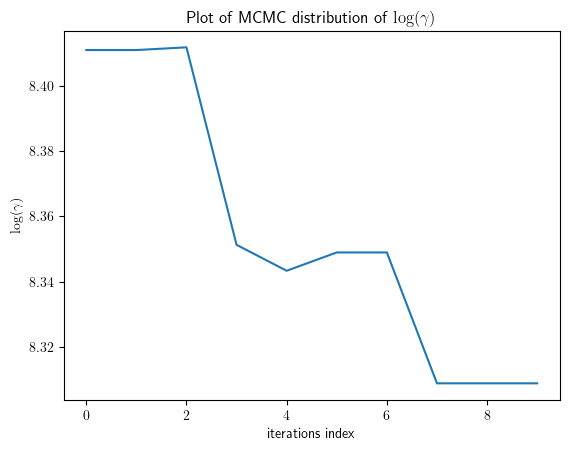 Plot of MCMC distribution of log(γ)
8.40
8.38
8.36
8.34
8.32
log(γ)
0 2 4 6 8
iterations index